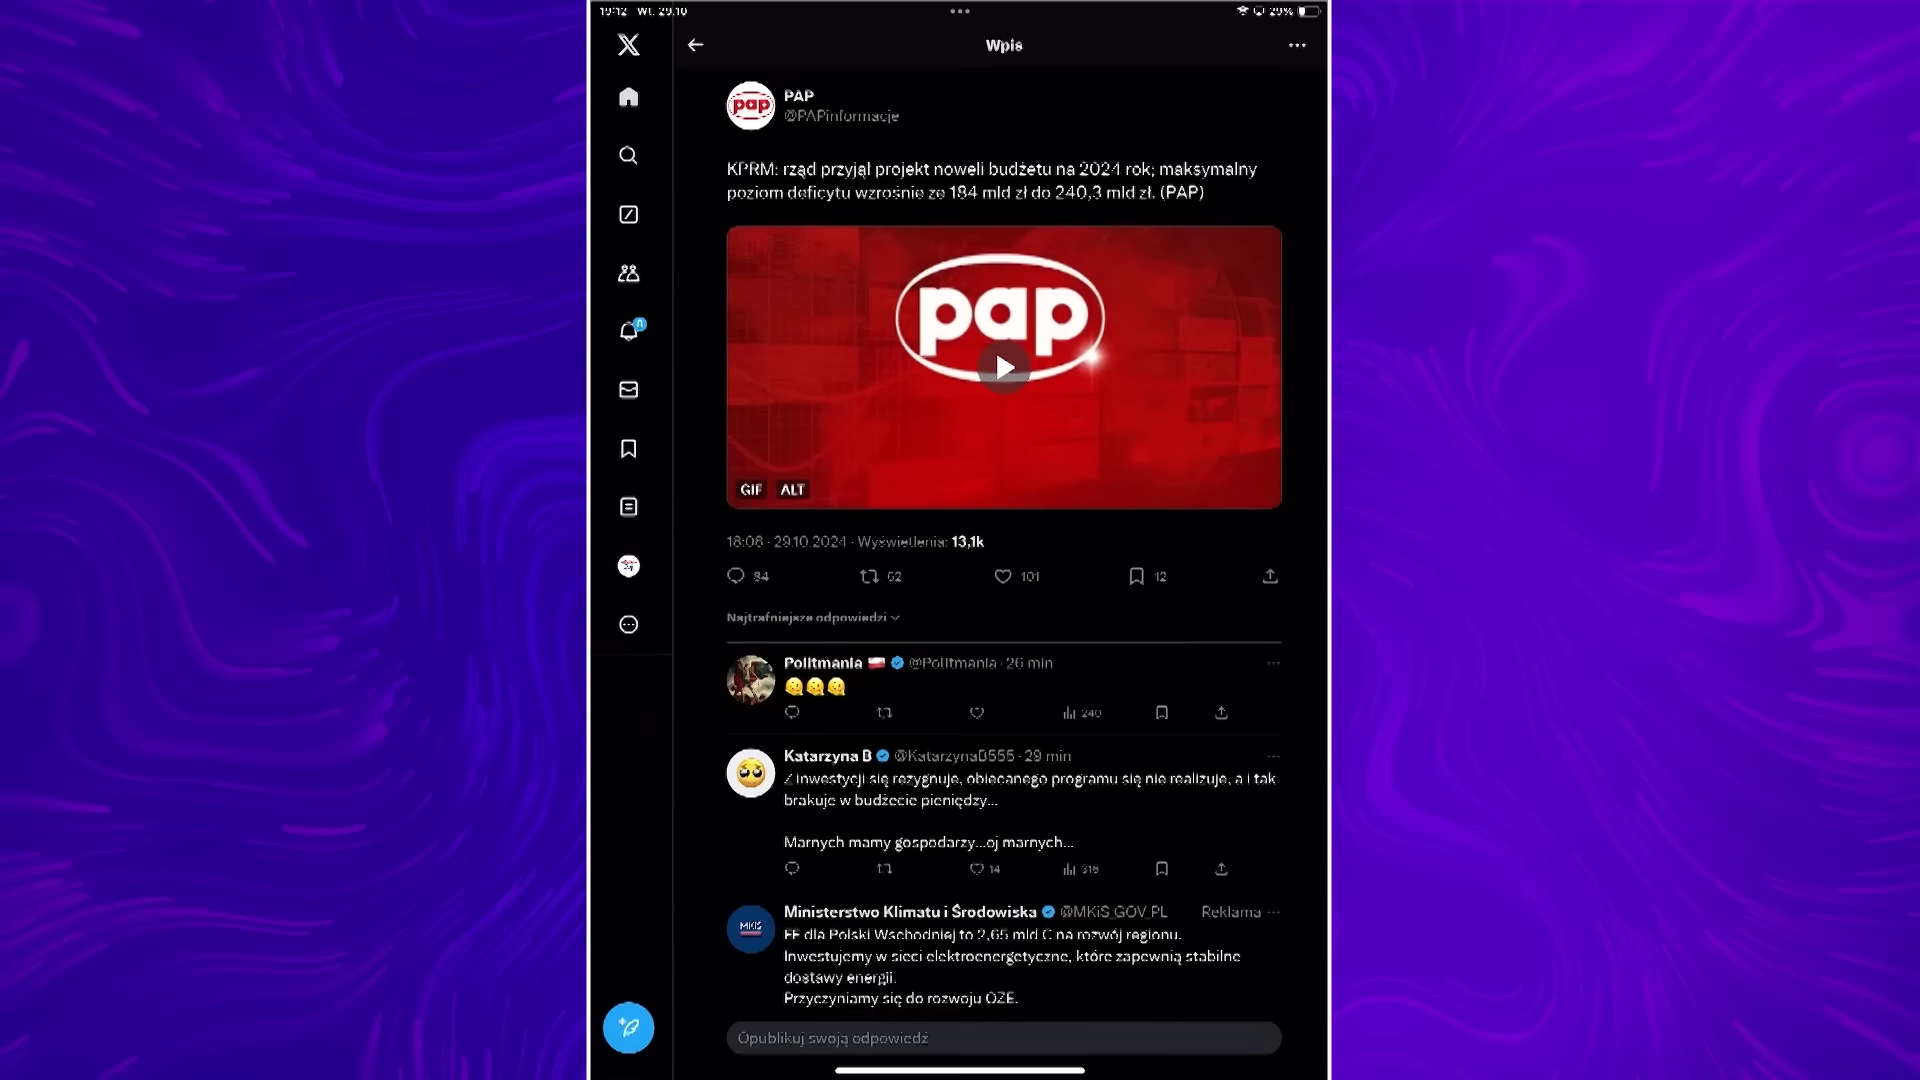 19:12 Wt. 29.10
29%
Wpis
PAP
@PAPinformacje
KPRM: rząd przyjął projekt noweli budżetu na 2024 rok; maksymalny
poziom deficytu wzrośnie ze 184 mld zł do 240,3 mld zł. (PAP)
pap
GIF ALT
18:08 · 29.10.2024 · Wyświetlenia: 13,1k
101 12
Najtrafniejsze odpowiedzi
Politmania @Politmania · 26 min
240
Katarzyna B @KatarzynaB555 · 29 min
Z inwestycji się rezygnuje, obiecanego programu się nie realizuje, a i tak
brakuje w budżecie pieniędzy...
Marnych mamy gospodarzy...oj marnych...
14
Ministerstwo Klimatu i Środowiska @MKiS_GOV_PL Reklama
dla Polski Wschodniej to 2,65 mld € na rozwój regionu.
Inwestujemy w sieci elektroenergetyczne, które zapewnią stabilne
dostawy energii.
Przyczyniamy się do rozwoju OZE.
Opublikuj swoją odpowiedź